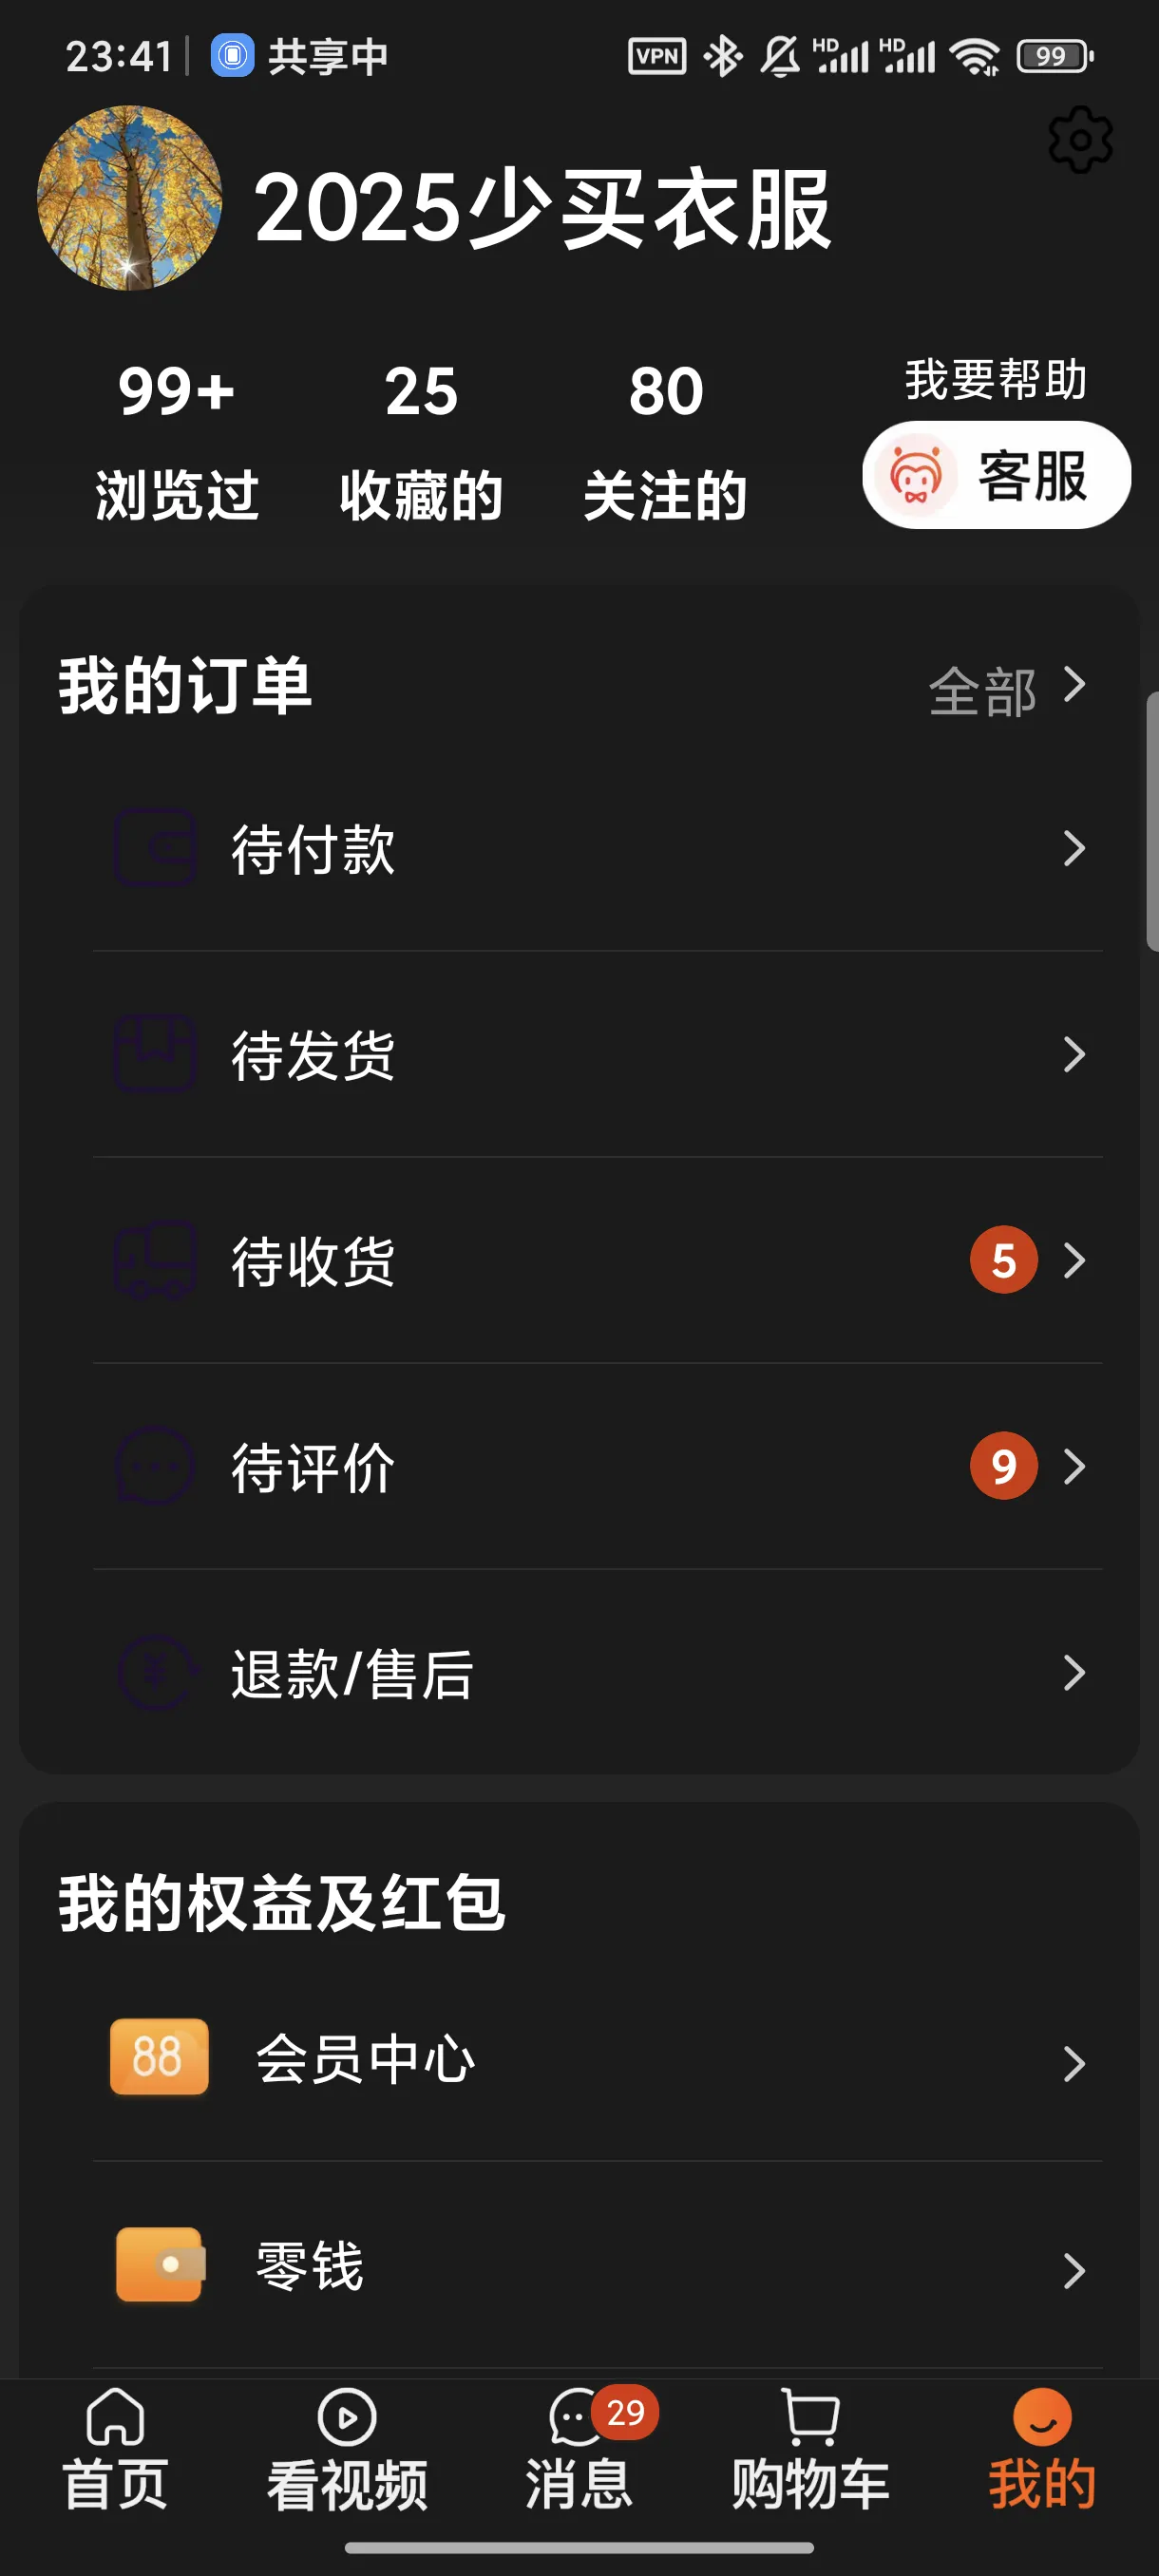 23:41 共享中 VPN HD HD 99
2025少买衣服
99+ 25 80
浏览过 收藏的 关注的
我要帮助
客服
我的订单 全部
待付款
待发货
待收货 5
待评价 9
¥ 退款/售后
我的权益及红包
88 会员中心
零钱
29
首页 看视频 消息 购物车 我的